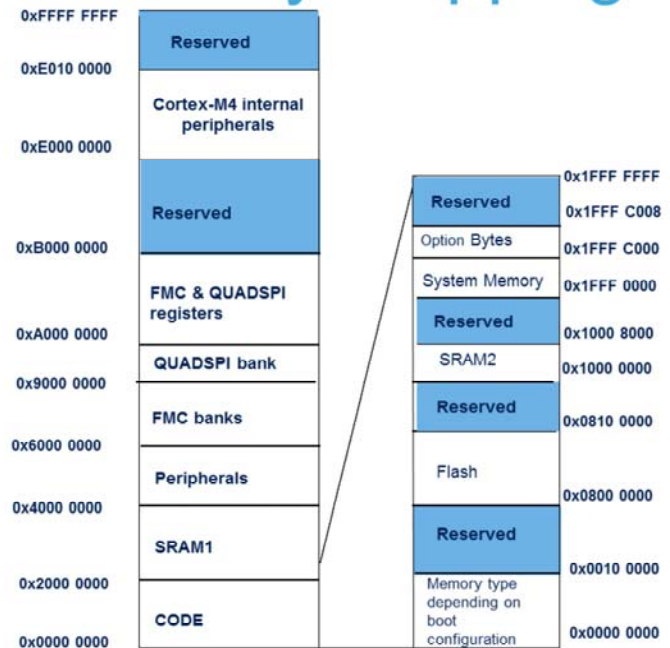 0xFFFF FFFF
Reserved
0xE010 0000
Cortex-M4 internal
peripherals
0xE000 0000
Reserved
0xB000 0000
FMC & QUADSPI
registers
0xA000 0000
QUADSPI bank
0x9000 0000
FMC banks
0x6000 0000
Peripherals
0x4000 0000
SRAM1
0x2000 0000
CODE
0x0000 0000
0x1FFF FFFF
Reserved
0x1FFF C008
Option Bytes
0x1FFF C000
System Memory
0x1FFF 0000
Reserved
0x1000 8000
SRAM2
0x1000 0000
Reserved
0x0810 0000
Flash
0x0800 0000
Reserved
0x0010 0000
Memory type
depending on
boot
configuration
0x0000 0000